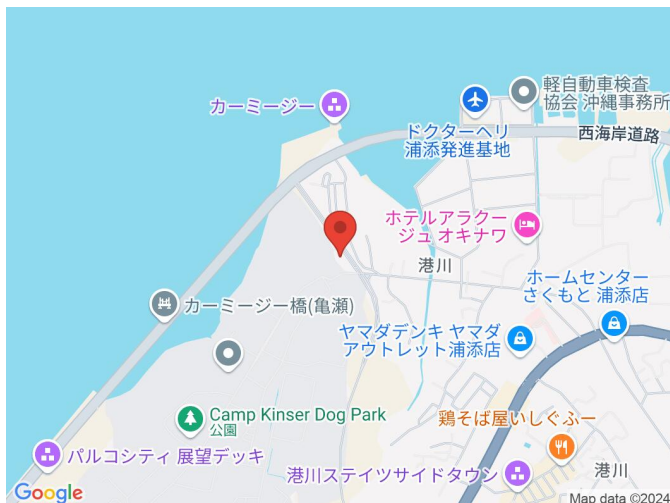 カーミージー
軽自動車検査
協会 沖縄事務所
ドクターヘリ
浦添発進基地
西海岸道路
ホテルアラクー
ジュ オキナワ
港川
ホームセンター
さくもと 浦添店
カーミージー橋(亀瀬)
ヤマダデンキ ヤマダ
アウトレット浦添店
Camp Kinser Dog Park
公園
鶏そば屋いしぐふー
パルコシティ 展望デッキ
港川ステイツサイドタウン
港川
Google
Map data ©2024